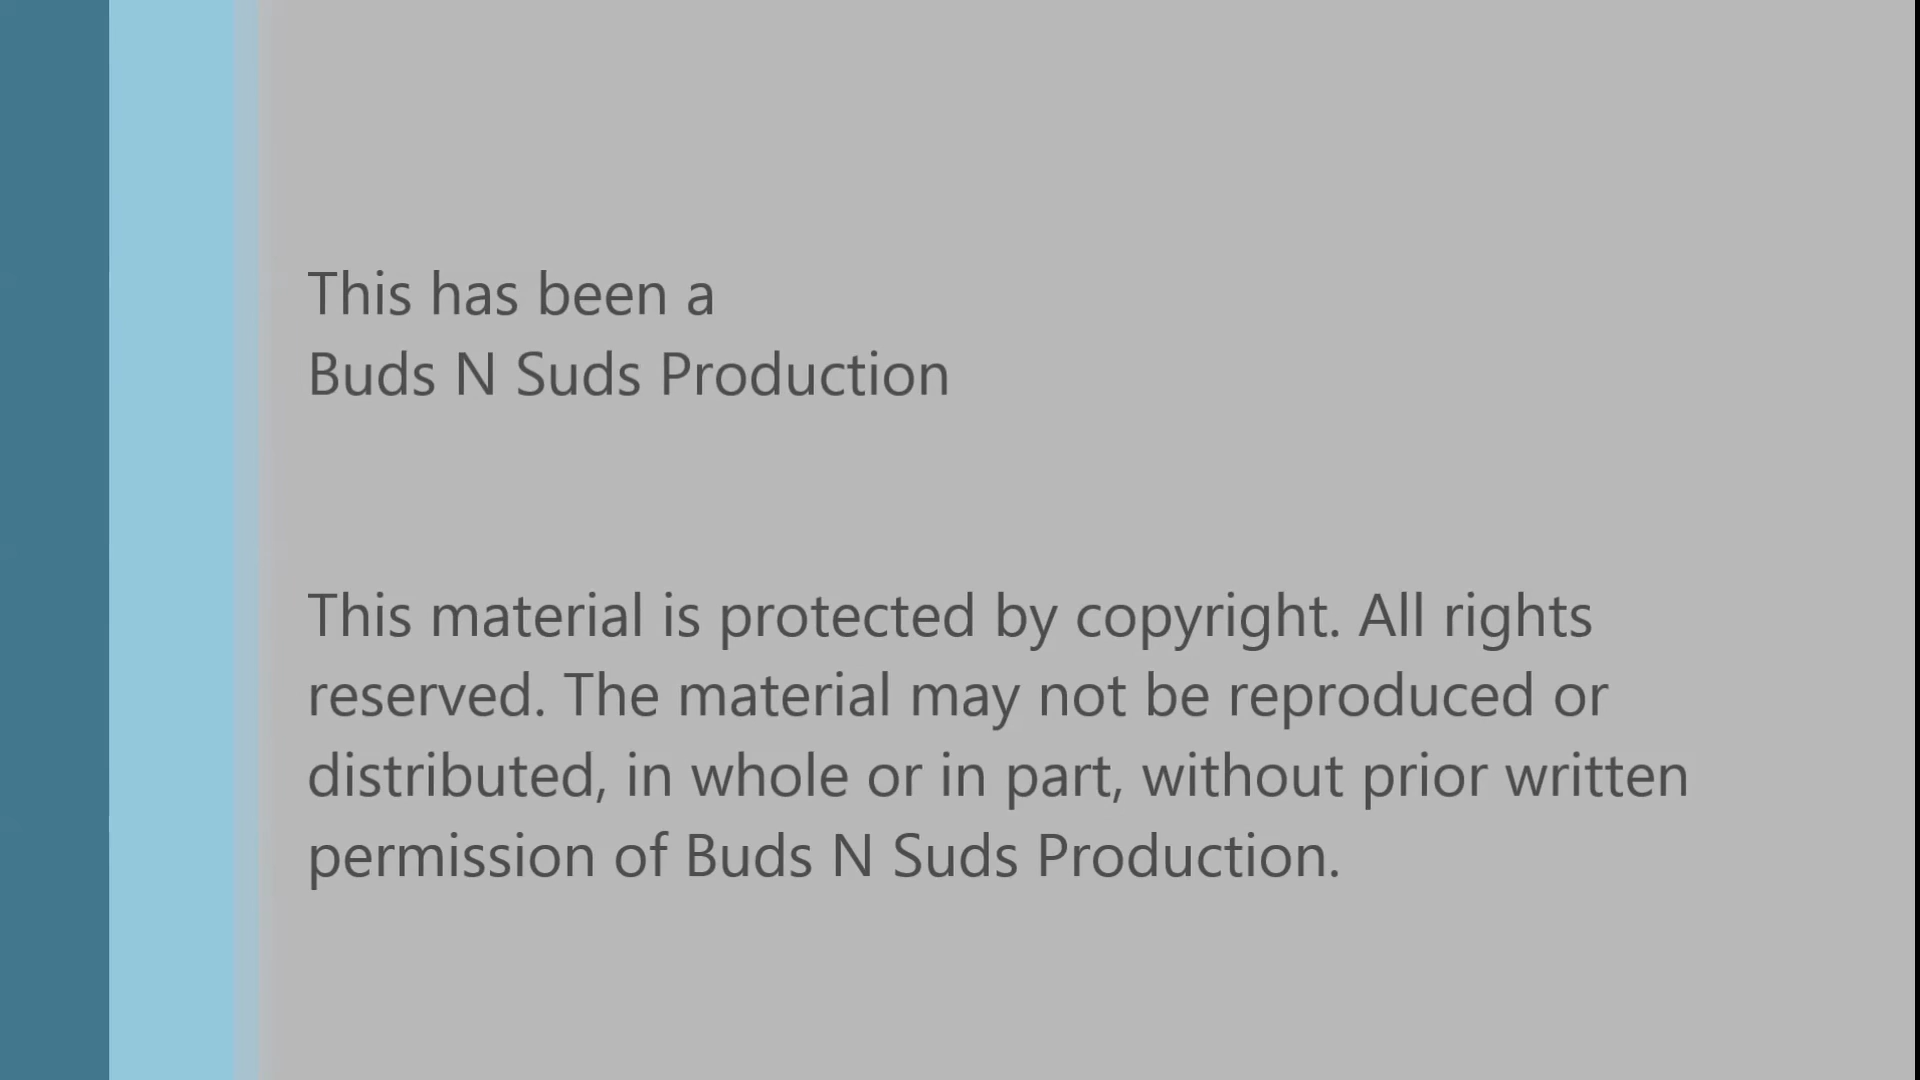 This has been a
Buds N Suds Production
This material is protected by copyright. All rights
reserved. The material may not be reproduced or
distributed, in whole or in part, without prior written
permission of Buds N Suds Production.